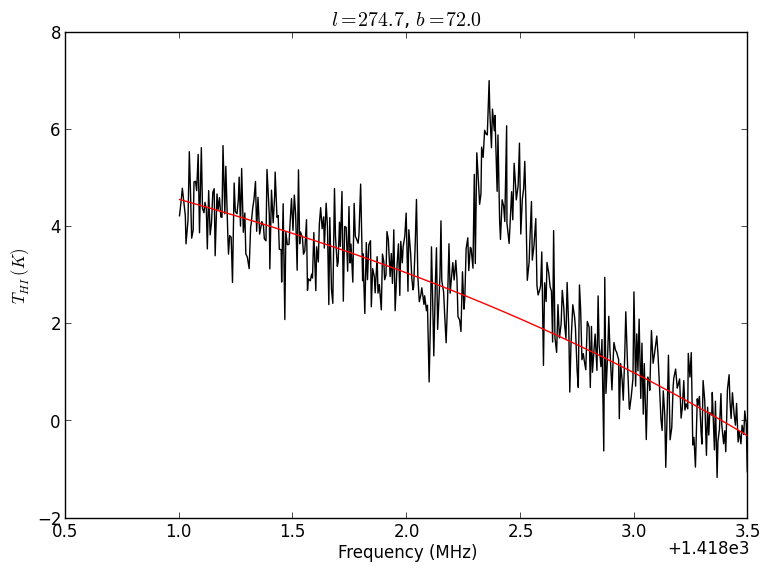 l = 274.7, b = 72.0
8
6
4
2
0
−2
T_HI (K)
0.5 1.0 1.5 2.0 2.5 3.0 3.5
Frequency (MHz)
+1.418e3